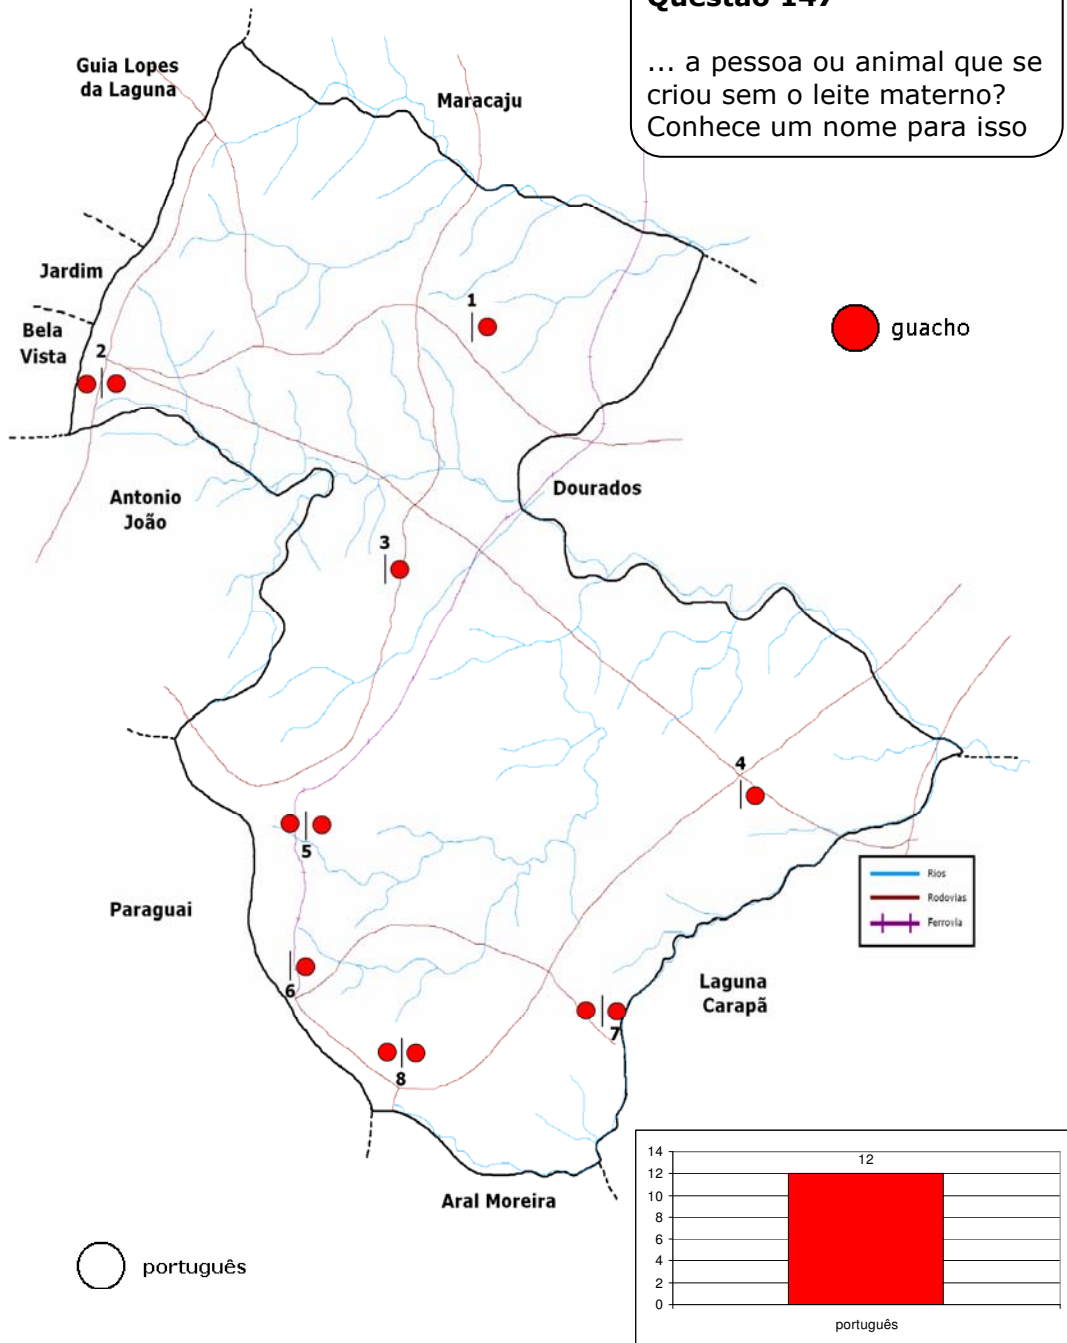 Questão 147
... a pessoa ou animal que se
criou sem o leite materno?
Conhece um nome para isso
Guia Lopes
da Laguna
Maracaju
Jardim
Bela
Vista
1
2
guacho
Antonio
João
Dourados
3
4
5
Rios
Rodovias
Ferrovia
Paraguai
6
Laguna
Carapã
7
8
Aral Moreira
português
14
12
10
8
6
4
2
0
12
português